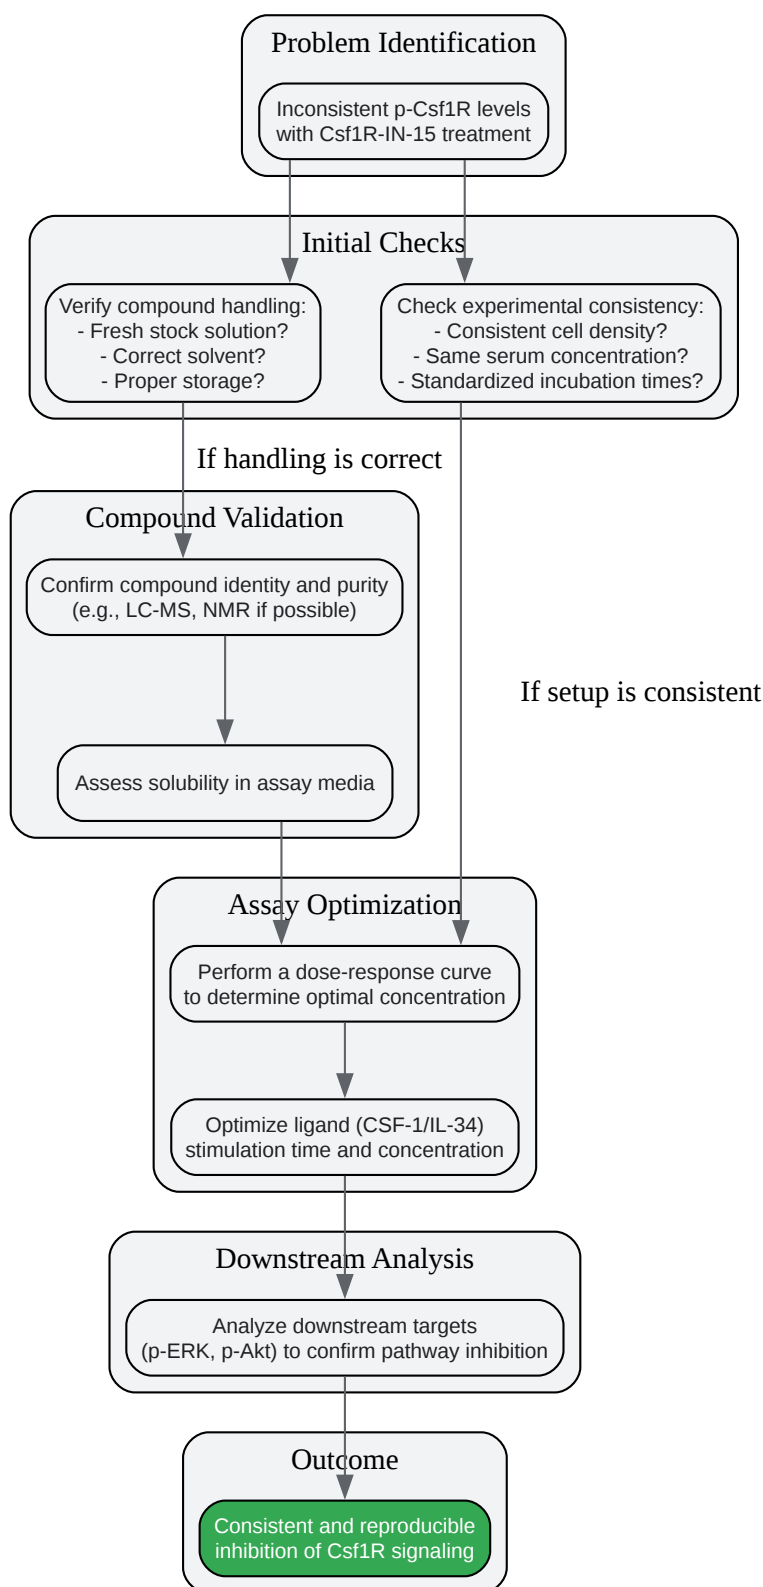 Problem Identification
Inconsistent p-Csf1R levels
with Csf1R-IN-15 treatment
Initial Checks
Verify compound handling:
- Fresh stock solution?
- Correct solvent?
- Proper storage?
Check experimental consistency:
- Consistent cell density?
- Same serum concentration?
- Standardized incubation times?
If handling is correct
Compound Validation
Confirm compound identity and purity
(e.g., LC-MS, NMR if possible)
If setup is consistent
Assess solubility in assay media
Assay Optimization
Perform a dose-response curve
to determine optimal concentration
Optimize ligand (CSF-1/IL-34)
stimulation time and concentration
Downstream Analysis
Analyze downstream targets
(p-ERK, p-Akt) to confirm pathway inhibition
Outcome
Consistent and reproducible
inhibition of Csf1R signaling